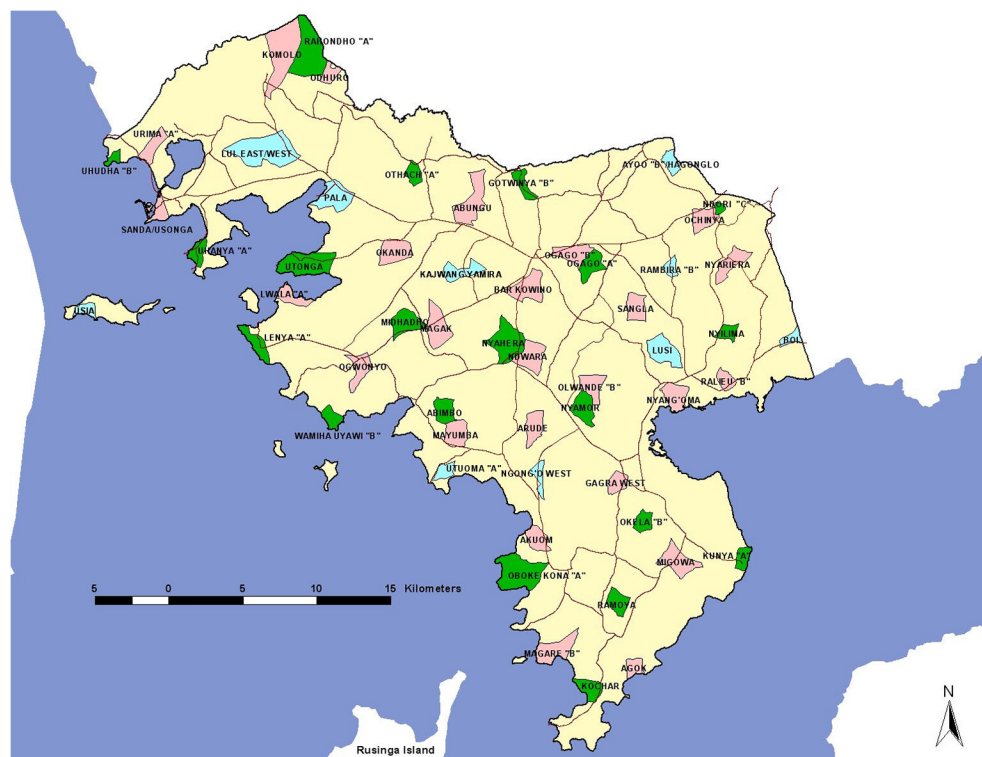 RARONDHO "A"
KOMOLO
ODHURO
URIMA "A"
LUL EAST/WEST
UHUDHA "B"
OTHACH "A"
GOTWINYA "B"
AYOO "B"/HAGONGLO
PALA
ABUNGU
NDORI "C"
OCHINYA
SANDA/USONGA
URANYA "A"
UTONGA
OKANDA
OGAGO "B"
OGAGO "A"
KAJWANG'YAMIRA
RAMBIRA "B"
NYARIERA
LWALA "A"
BAR KOWINO
USIA
SANGLA
MIDHADRO
MAGAK
LENYA "A"
NYAHERA
NYILIMA
BOL
LUSI
NDWARA
OGWONYO
RALIEU "B"
OLWANDE "B"
NYANG'OMA
ABIMBO
NYAMOR
WAMIHA UYAWI "B"
MAYUMBA
ARUDE
UTUOMA "A"
NGONG'O WEST
GAGRA WEST
OKELA "B"
AKUOM
KUNYA "A"
MIGOWA
OBOKE KONA "A"
5 0 5 10 15 Kilometers
RAMOYA
MAGARE "B"
AGOK
KOCHAR
N
Rusinga Island